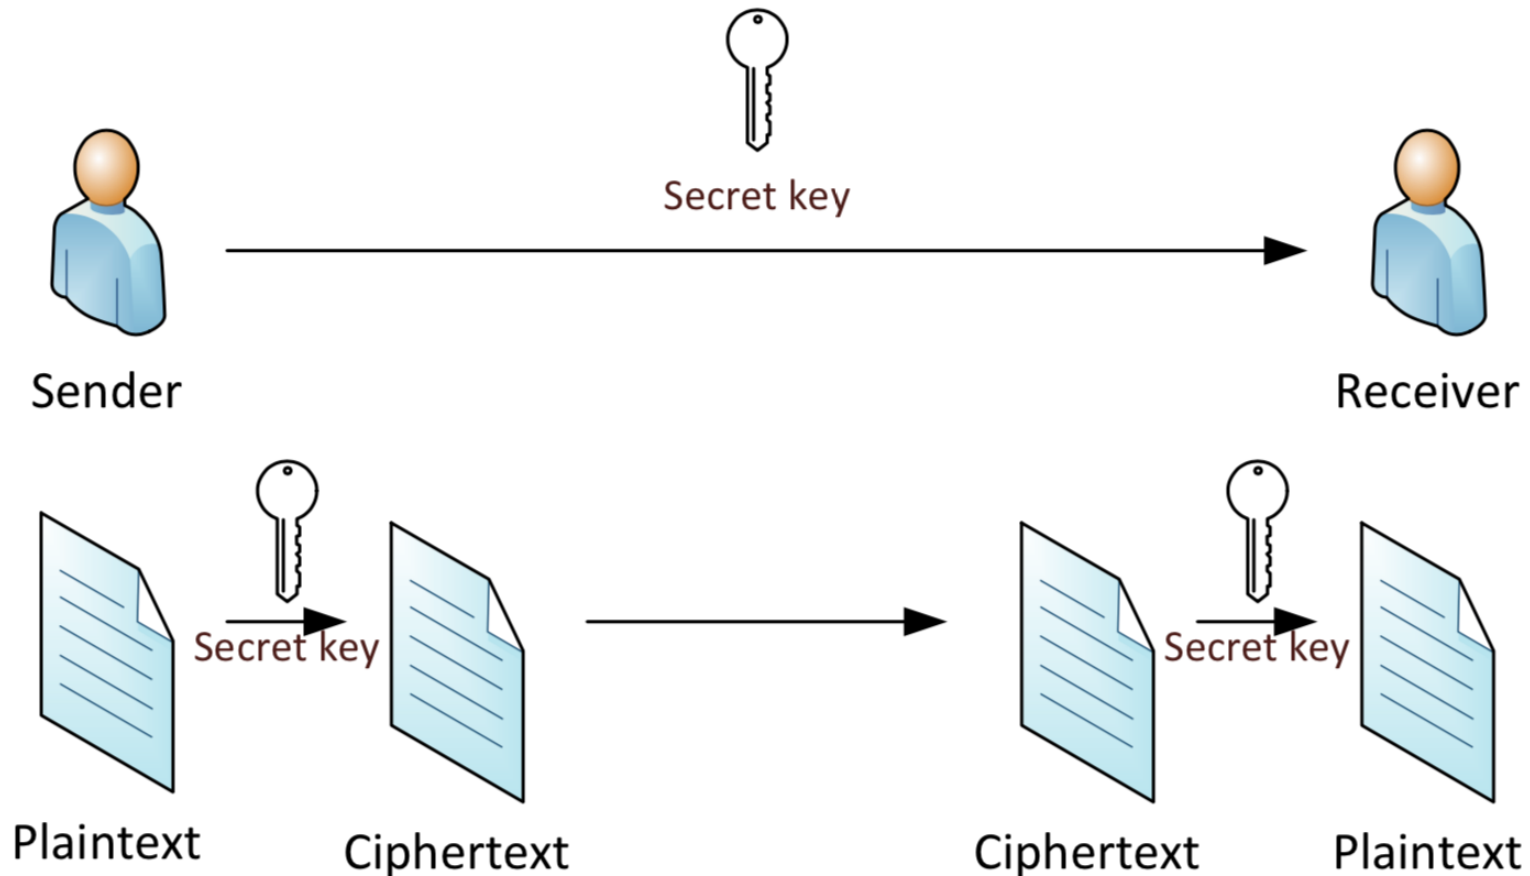 Secret key
Sender
Receiver
Secret key
Secret key
Plaintext
Ciphertext
Ciphertext
Plaintext